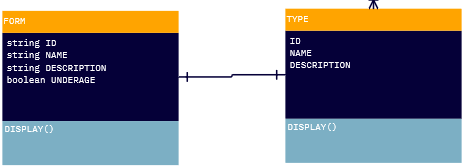 FORM
string ID
string NAME
string DESCRIPTION
boolean UNDERAGE
DISPLAY()
TYPE
ID
NAME
DESCRIPTION
DISPLAY()